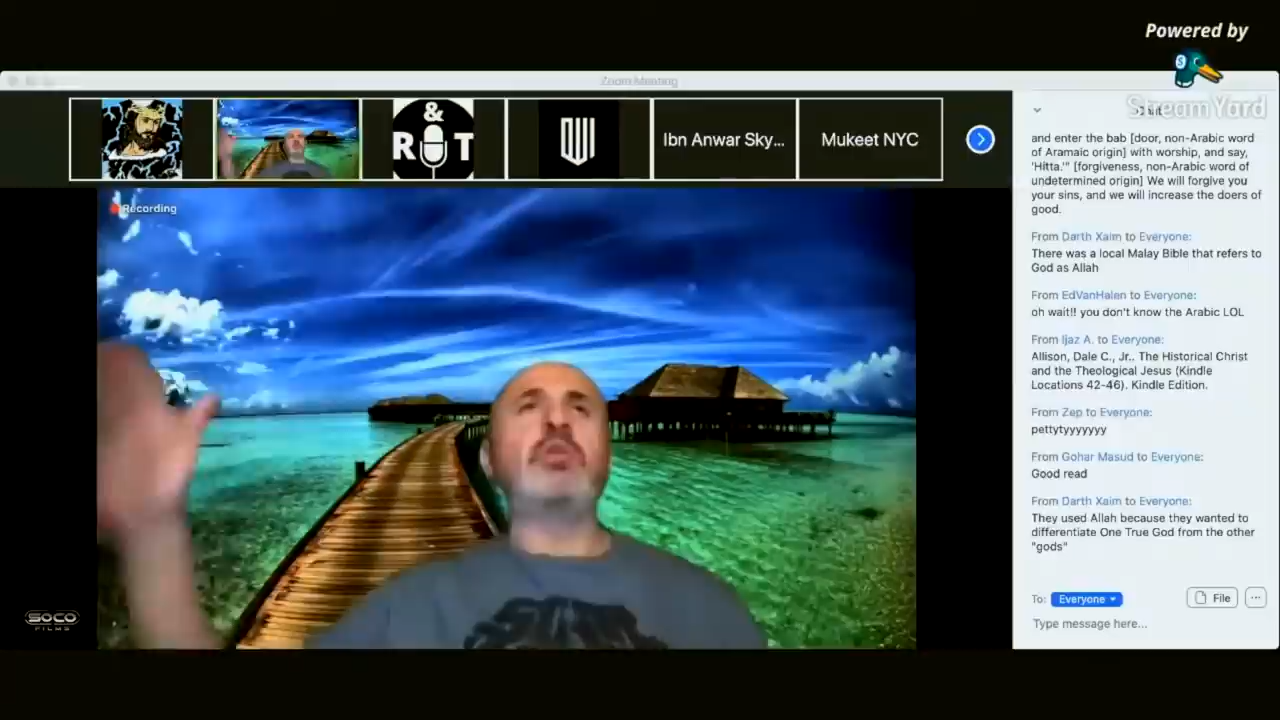 Powered by
S
StreamYard
Zoom Meeting
&
R T
Ibn Anwar Sky...
Mukeet NYC
Recording
and enter the bab [door, non-Arabic word
of Aramaic origin] with worship, and say,
'Hitta.'" [forgiveness, non-Arabic word of
undetermined origin] We will forgive you
your sins, and we will increase the doers of
good.
From Darth Xaim to Everyone:
There was a local Malay Bible that refers to
God as Allah
From EdVanHalen to Everyone:
oh wait!! you don't know the Arabic LOL
From Ijaz A. to Everyone:
Allison, Dale C., Jr.. The Historical Christ
and the Theological Jesus (Kindle
Locations 42-46). Kindle Edition.
From Zep to Everyone:
pettytyyyyyy
From Gohar Masud to Everyone:
Good read
From Darth Xaim to Everyone:
They used Allah because they wanted to
differentiate One True God from the other
"gods"
To: Everyone
File
Type message here...
SOCO
FILMS